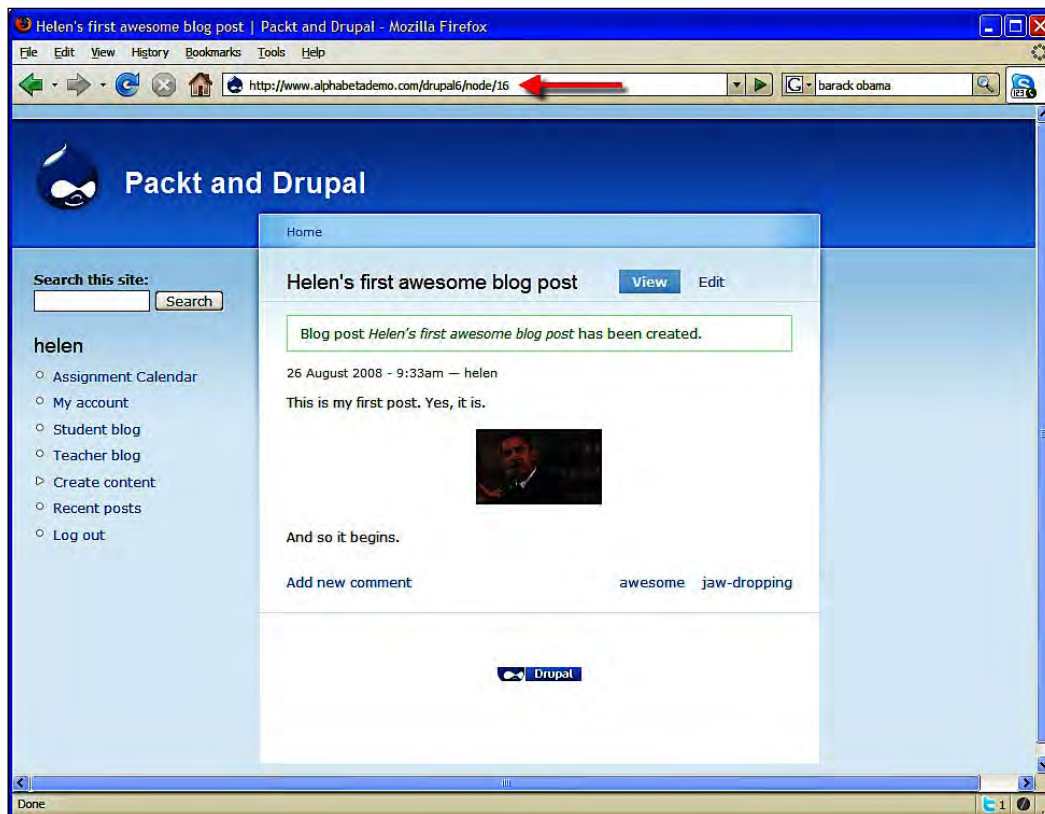 Helen's first awesome blog post | Packt and Drupal - Mozilla Firefox
File Edit View History Bookmarks Tools Help
http://www.alphabetademo.com/drupal6/node/16 G barack obama
123
Packt and Drupal
Home
Search this site:
Search
helen
Assignment Calendar
My account
Student blog
Teacher blog
Create content
Recent posts
Log out
Helen's first awesome blog post View Edit
Blog post Helen's first awesome blog post has been created.
26 August 2008 - 9:33am — helen
This is my first post. Yes, it is.
And so it begins.
Add new comment awesome jaw-dropping
Drupal
Done 1